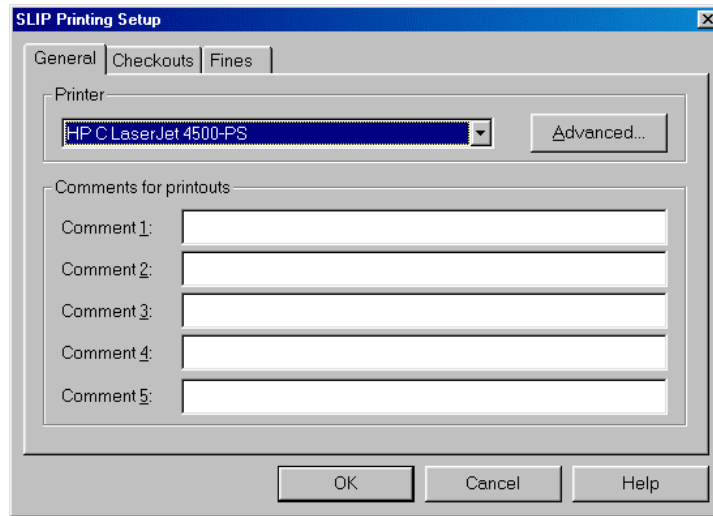 SLIP Printing Setup
General Checkouts Fines
Printer
HP C LaserJet 4500-PS Advanced...
Comments for printouts
Comment 1:
Comment 2:
Comment 3:
Comment 4:
Comment 5:
OK Cancel Help